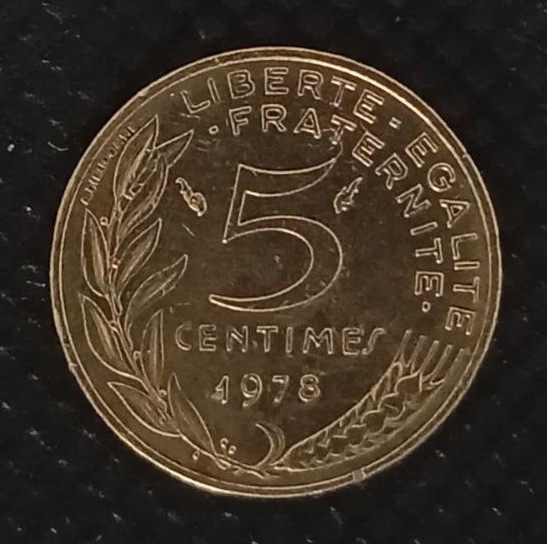 LIBERTE · EGALITE
· FRATERNITE ·
5
CENTIMES
1978